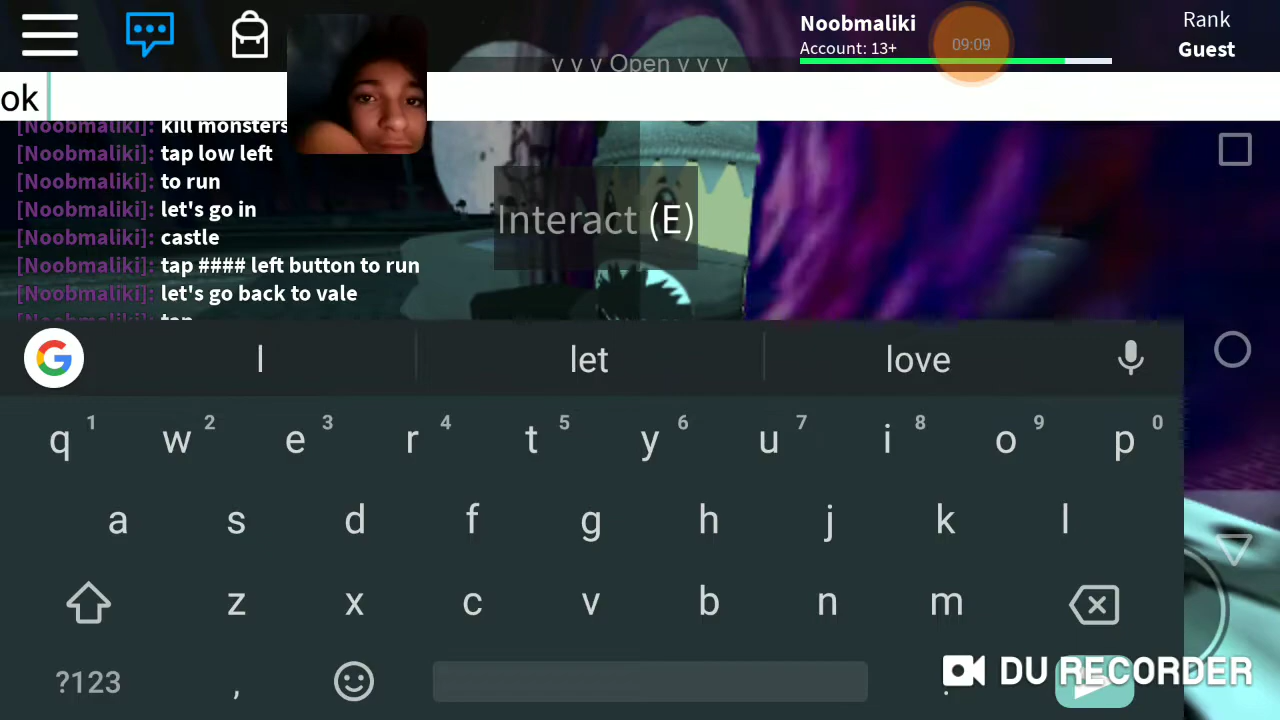 Noobmaliki
Account: 13+
09:09
Rank
Guest
v v v Open v v v
ok
[Noobmaliki]: kill monsters
[Noobmaliki]: tap low left
[Noobmaliki]: to run
[Noobmaliki]: let's go in
[Noobmaliki]: castle
[Noobmaliki]: tap #### left button to run
[Noobmaliki]: let's go back to vale
[Noobmaliki]: tap
Interact (E)
G l let love
q 1 w 2 e 3 r 4 t 5 y 6 u 7 i 8 o 9 p 0
a s d f g h j k l
z x c v b n m
?123 , .
DU RECORDER